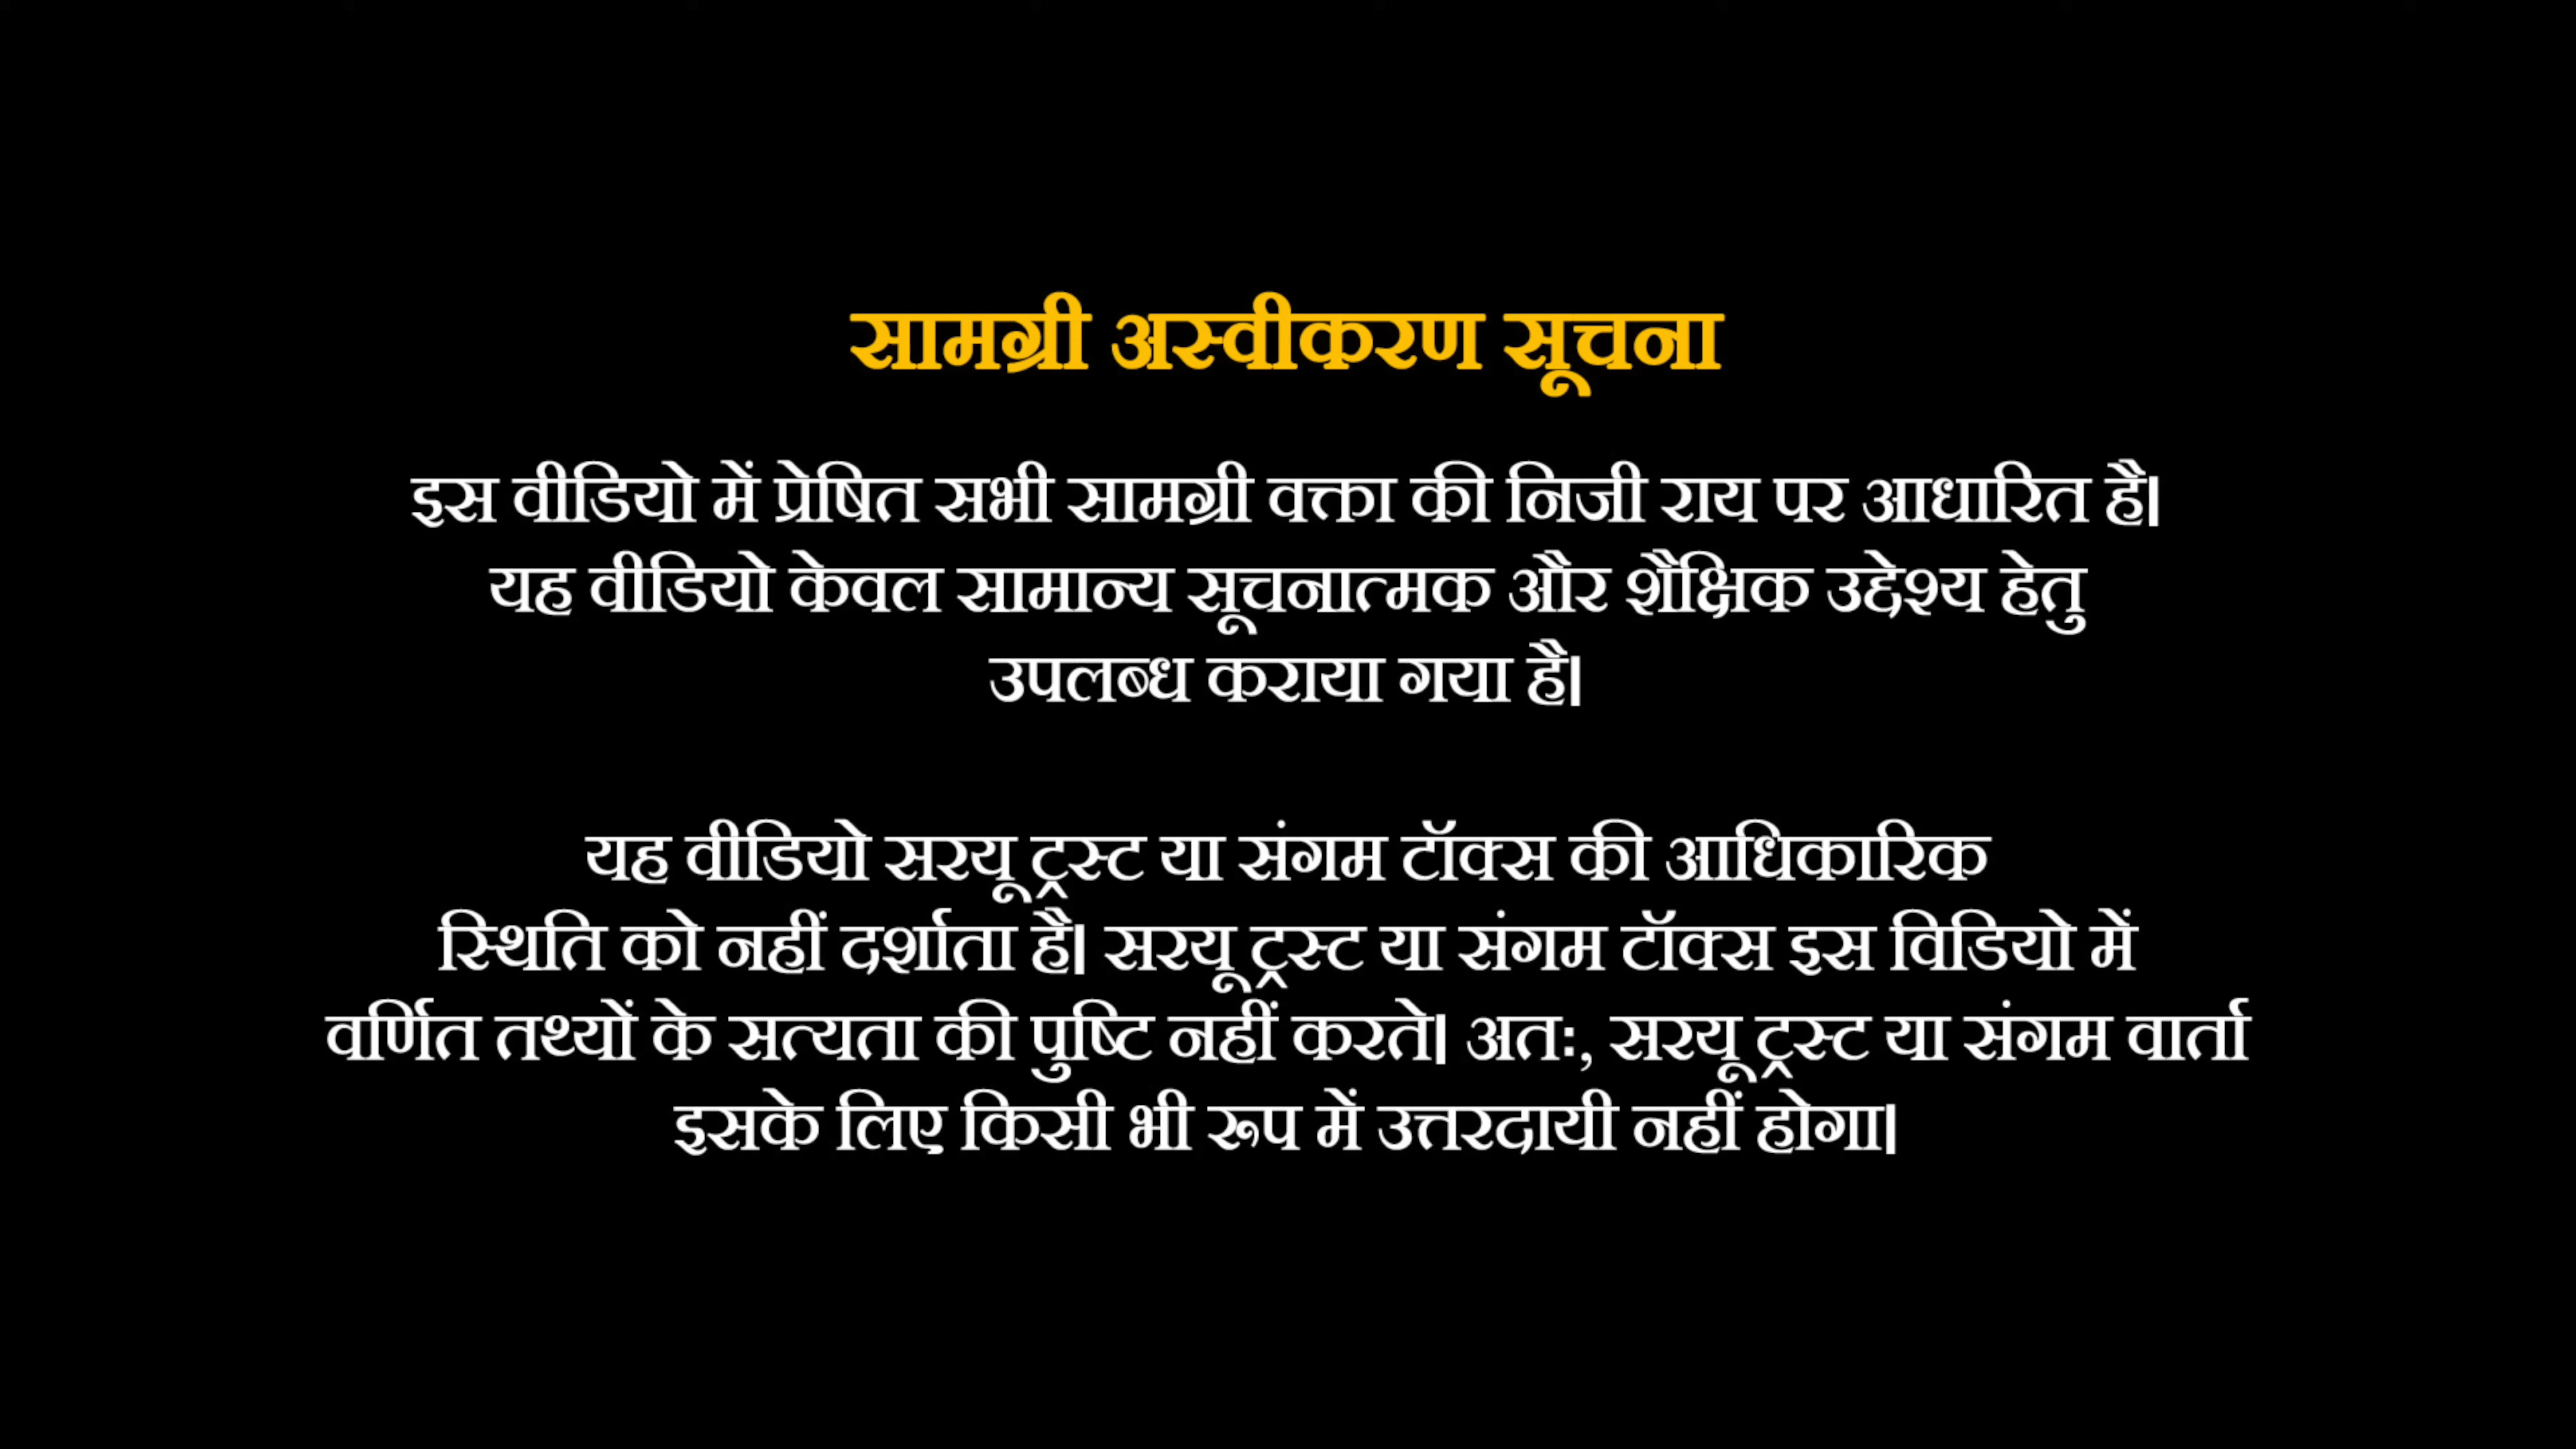 सामग्री अस्वीकरण सूचना
इस वीडियो में प्रेषित सभी सामग्री वक्ता की निजी राय पर आधारित है।
यह वीडियो केवल सामान्य सूचनात्मक और शैक्षिक उद्देश्य हेतु
उपलब्ध कराया गया है।
यह वीडियो सरयू ट्रस्ट या संगम टॉक्स की आधिकारिक
स्थिति को नहीं दर्शाता है। सरयू ट्रस्ट या संगम टॉक्स इस विडियो में
वर्णित तथ्यों के सत्यता की पुष्टि नहीं करते। अतः, सरयू ट्रस्ट या संगम वार्ता
इसके लिए किसी भी रूप में उत्तरदायी नहीं होगा।